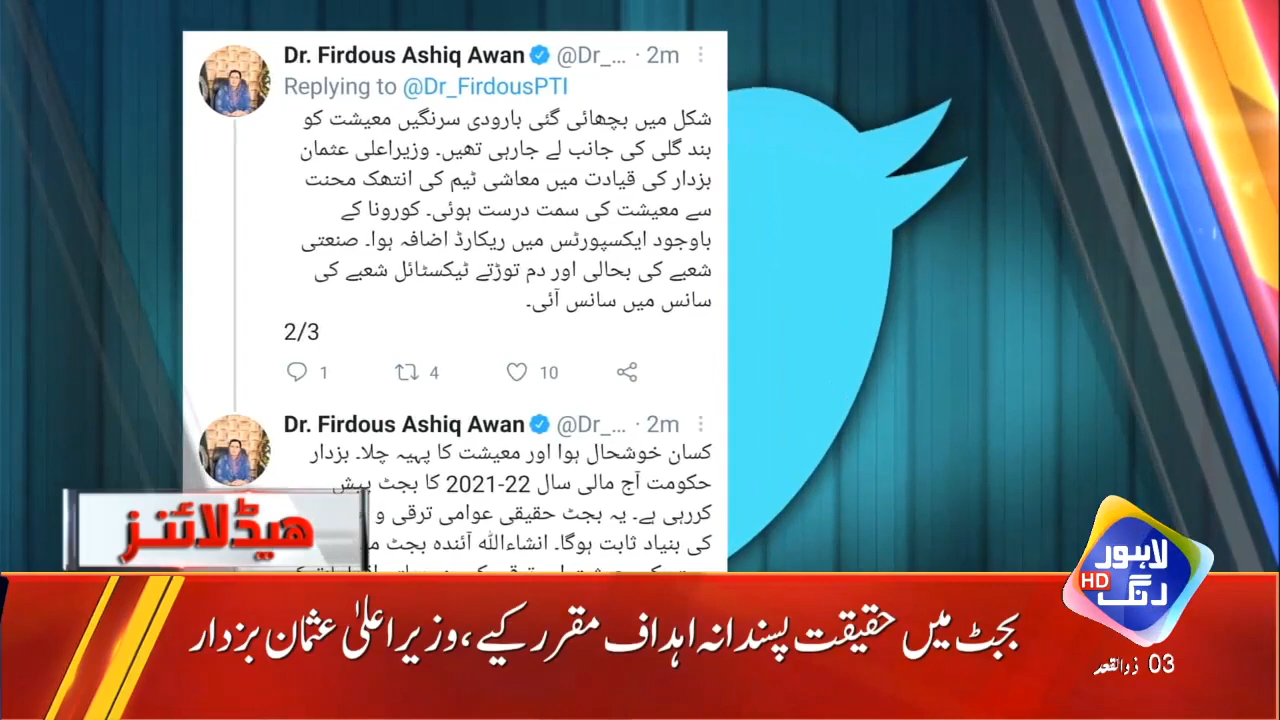 Dr. Firdous Ashiq Awan @Dr_... · 2m
Replying to @Dr_FirdousPTI
شکل میں بچھائی گئی بارودی سرنگیں معیشت کو
بند گلی کی جانب لے جارہی تھیں۔ وزیراعلی عثمان
بزدار کی قیادت میں معاشی ٹیم کی انتھک محنت
سے معیشت کی سمت درست ہوئی۔ کورونا کے
باوجود ایکسپورٹس میں ریکارڈ اضافہ ہوا۔ صنعتی
شعبے کی بحالی اور دم توڑتے ٹیکسٹائل شعبے کی
سانس میں سانس آئی۔
2/3
1 4 10
Dr. Firdous Ashiq Awan @Dr_... · 2m
کسان خوشحال ہوا اور معیشت کا پہیہ چلا۔ بزدار
حکومت آج مالی سال 22-2021 کا بجٹ پیش
کررہی ہے۔ یہ بجٹ حقیقی عوامی ترقی و
کی بنیاد ثابت ہوگا۔ انشاءاللہ آئندہ بجٹ
ہیڈلائنز
لاہور
رنگ
HD
بجٹ میں حقیقت پسندانہ اہداف مقرر کیے، وزیراعلیٰ عثمان بزدار
03 ذوالقعد